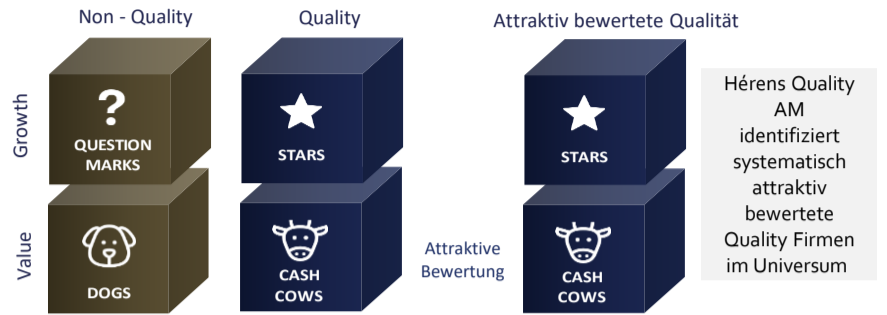 Non - Quality
Quality
Attraktiv bewertete Qualität
Growth
?
QUESTION
MARKS
STARS
STARS
Hérens Quality
AM
identifiziert
systematisch
attraktiv
bewertete
Quality Firmen
im Universum
Value
DOGS
CASH
COWS
Attraktive
Bewertung
CASH
COWS